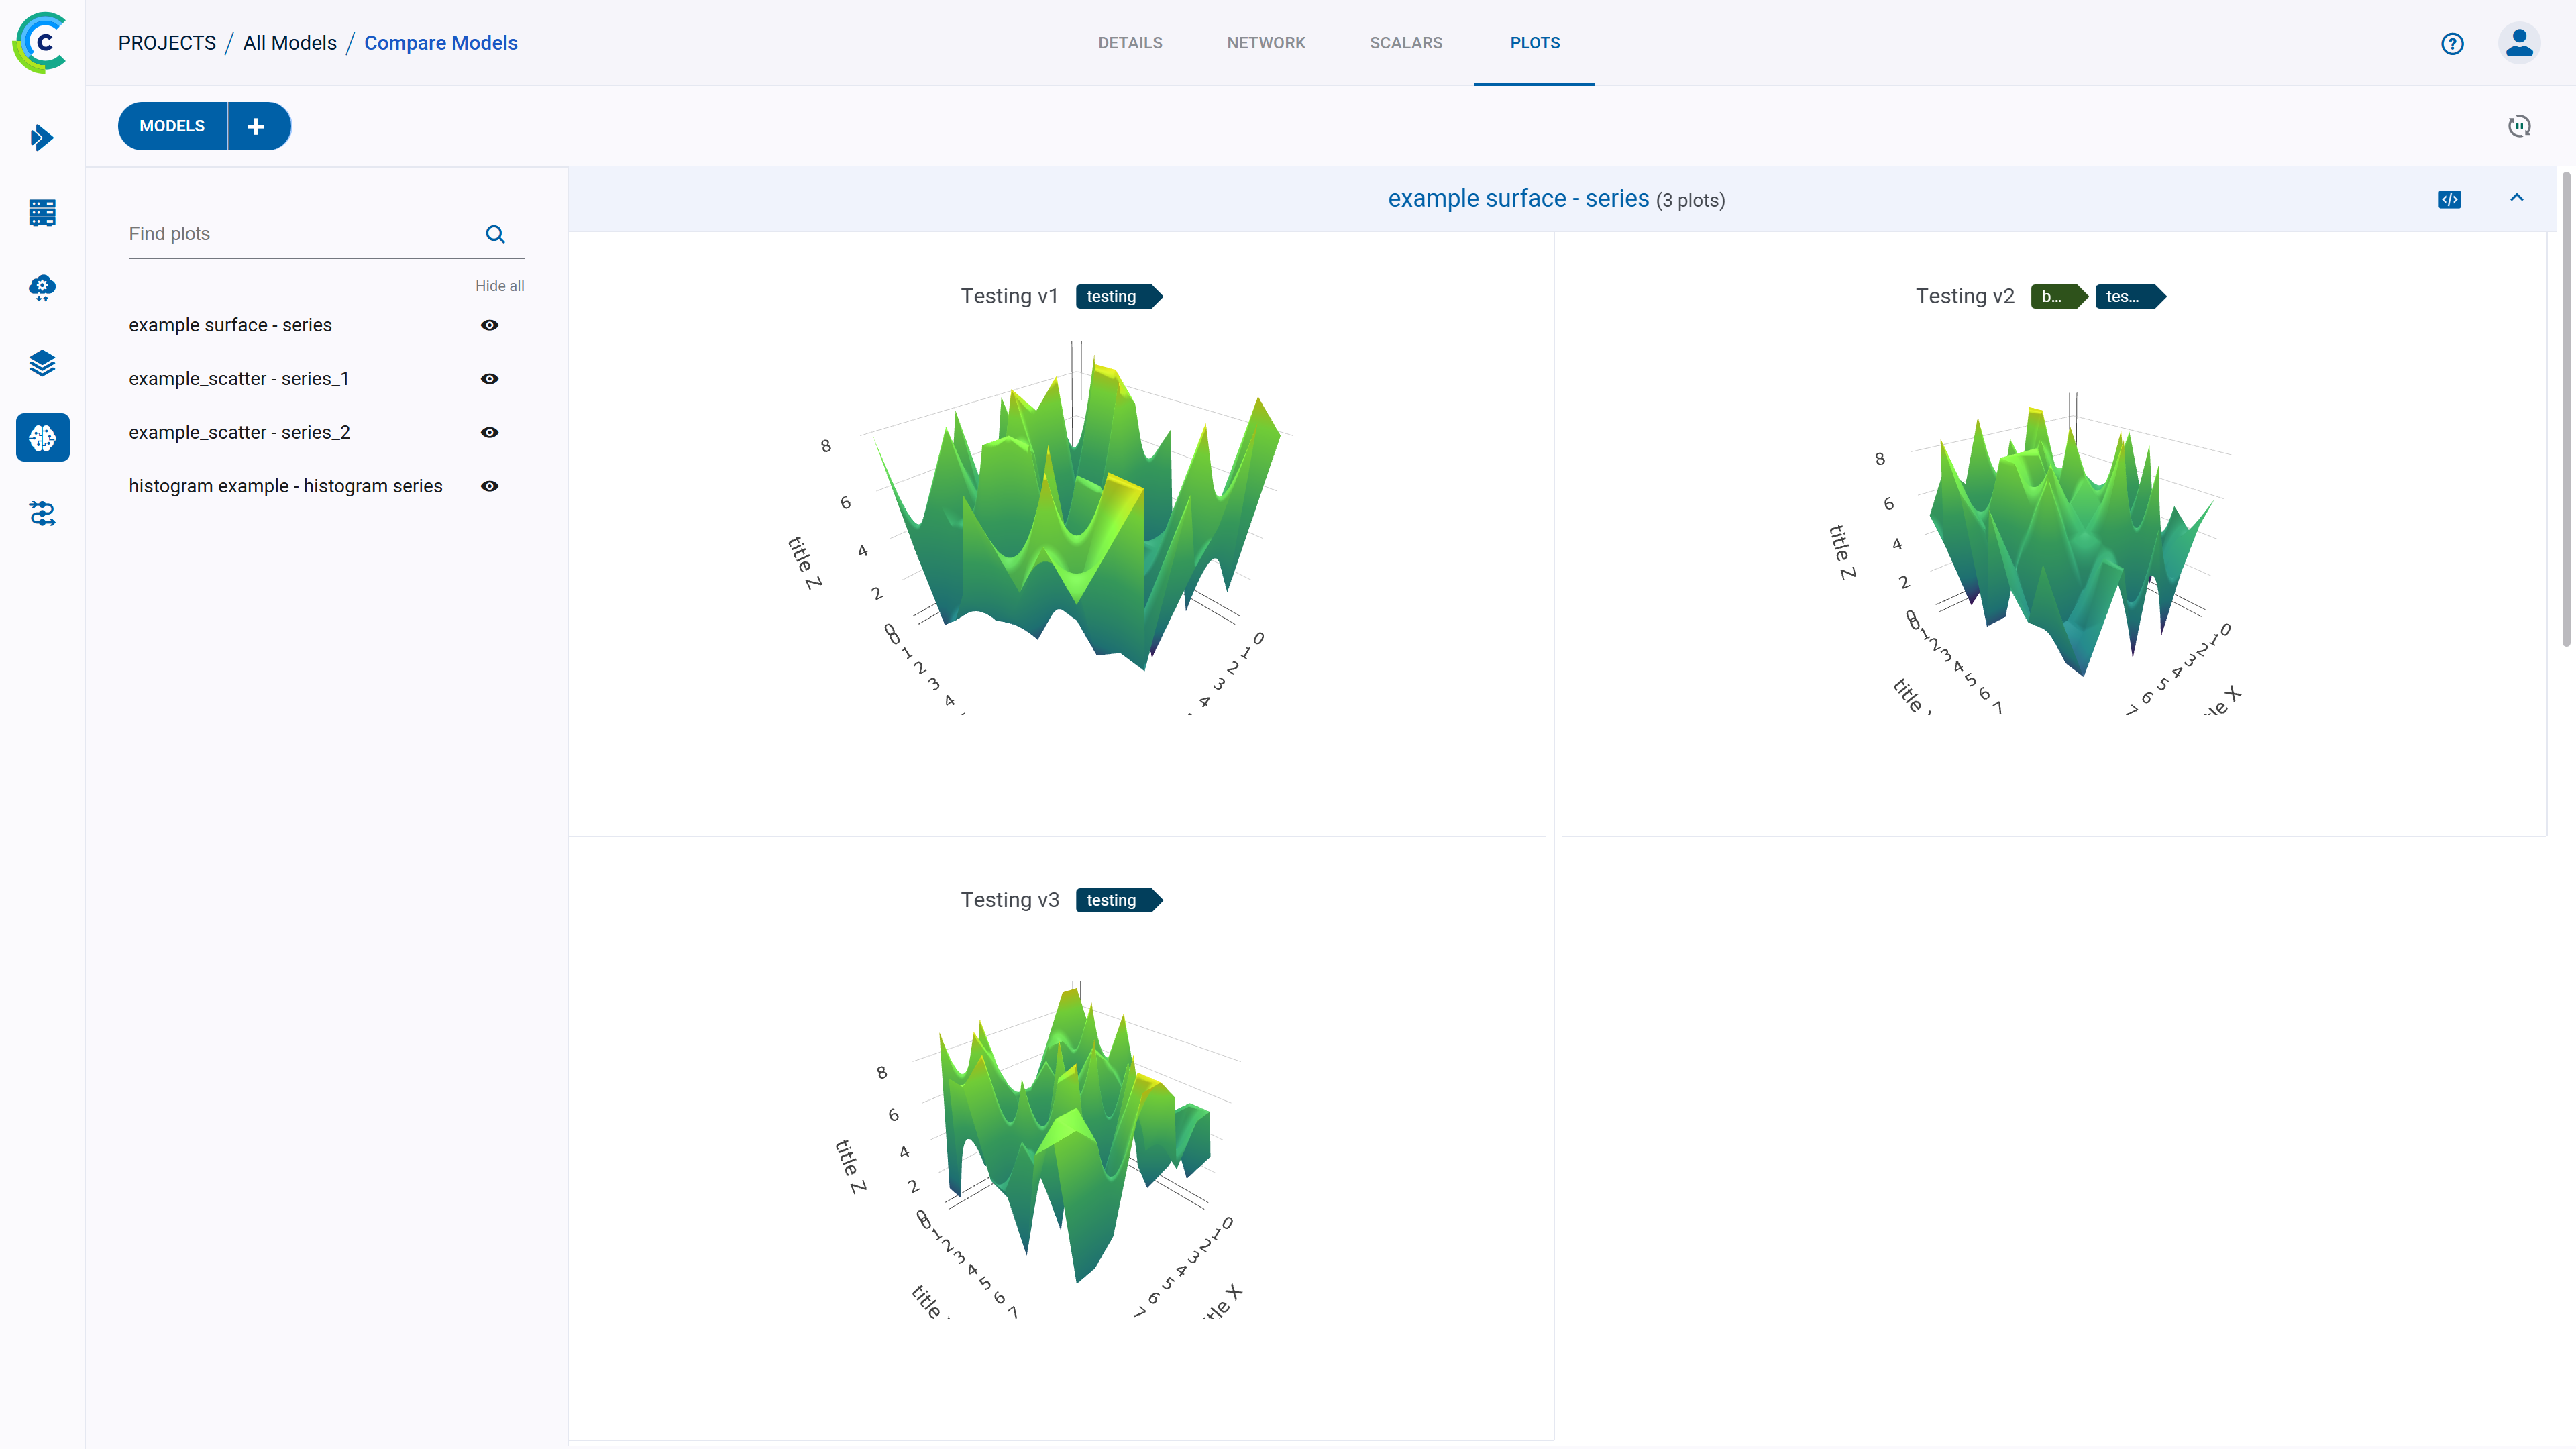 C
PROJECTS / All Models / Compare Models
DETAILS NETWORK SCALARS PLOTS
?
MODELS +
Find plots
Hide all
example surface - series
example_scatter - series_1
example_scatter - series_2
histogram example - histogram series
example surface - series (3 plots)
</>
Testing v1 testing
8
6
4
2
0
title Z
0
1
2
3
4
0
1
2
3
4
Testing v2 b... tes...
8
6
4
2
0
title Z
0
1
2
3
4
5
6
7
title
0
1
2
3
4
5
6
7
X
Testing v3 testing
8
6
4
2
0
title Z
0
1
2
3
4
5
6
7
title
0
1
2
3
4
5
6
7
X